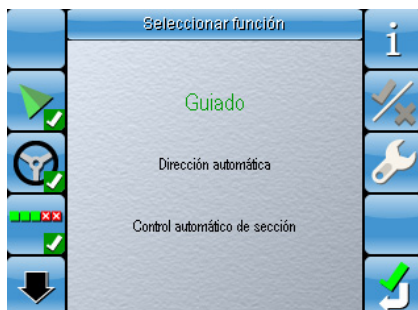 Seleccionar función
i
Guiado
Dirección automática
Control automático de sección